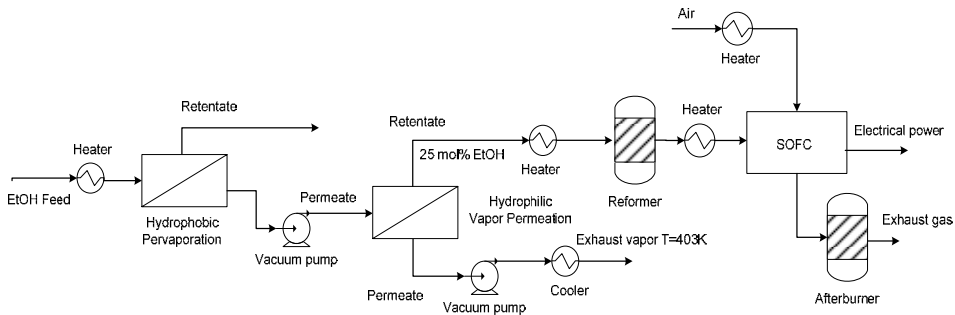 Air
Heater
Retentate
Heater
EtOH Feed
Hydrophobic
Pervaporation
Permeate
Vacuum pump
Retentate
25 mol% EtOH
Heater
Hydrophilic
Vapor Permeation
Reformer
Heater
SOFC
Electrical power
Permeate
Vacuum pump
Exhaust vapor T=403K
Cooler
Exhaust gas
Afterburner